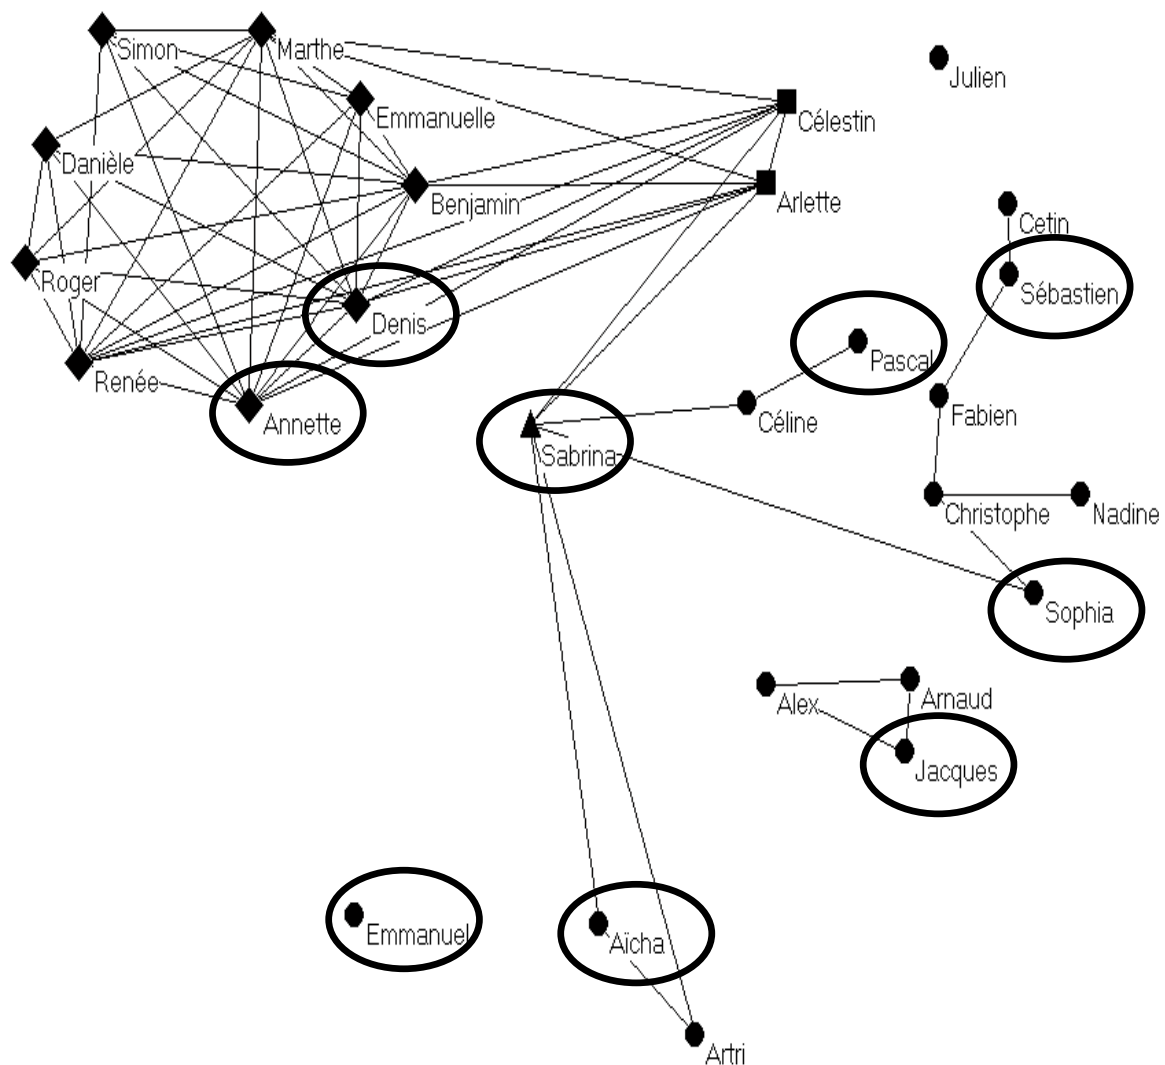 Simon
Marthe
Julien
Emmanuelle
Célestin
Danièle
Benjamin
Arlette
Cetin
Roger
Sébastien
Denis
Pascal
Renée
Annette
Céline
Fabien
Sabrina
Christophe
Nadine
Sophia
Alex
Arnaud
Jacques
Emmanuel
Aïcha
Artri